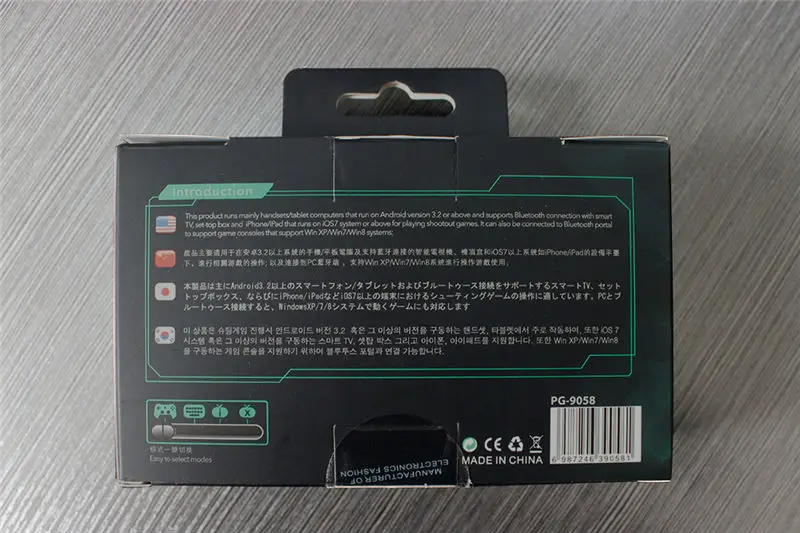 Introduction
This product runs mainly handsets/tablet computers that run on Android version 3.2 or above and supports Bluetooth connection with smart
TV, set-top box and iPhone/iPad that runs on iOS7 system or above for playing shootout games. It can also be connected to Bluetooth portal
to support game consoles that support Win XP/Win7/Win8 systems;
產品主要適用于在安卓3.2以上系統的手機/平板電腦及支持藍牙連接的智能電視機、機頂盒和iOS7以上系統如iPhone/iPad的設備平臺
下,進行相關游戲的操作; 以及連接到PC藍牙端,支持Win XP/Win7/Win8系統進行操作游戲使用;
本製品は主にAndroid3.2以上のスマートフォン/タブレットおよびブルートゥース接続をサポートするスマートTV、セッ
トップボックス、ならびにiPhone/iPadなどiOS7以上の端末におけるシューティングゲームの操作に適しています。PCとブ
ルートゥース接続すると、WindowsXP/7/8システムで動くゲームにも対応します
이 상품은 슈팅게임 진행시 안드로이드 버전 3.2 혹은 그 이상의 버전을 구동하는 핸드셋, 타블렛에서 주로 작동하며, 또한 iOS 7
시스템 혹은 그 이상의 버전을 구동하는 스마트 TV, 셋탑 박스 그리고 아이폰, 아이패드를 지원합니다. 또한 Win XP/Win7/Win8
을 구동하는 게임 콘솔을 지원하기 위하여 블루투스 포털과 연결 가능합니다.
模式一鍵切換
Easy to select modes
MANUFACTURER OF
ELECTRONICS FASHION
CE
MADE IN CHINA
PG-9058
6 987246 390581